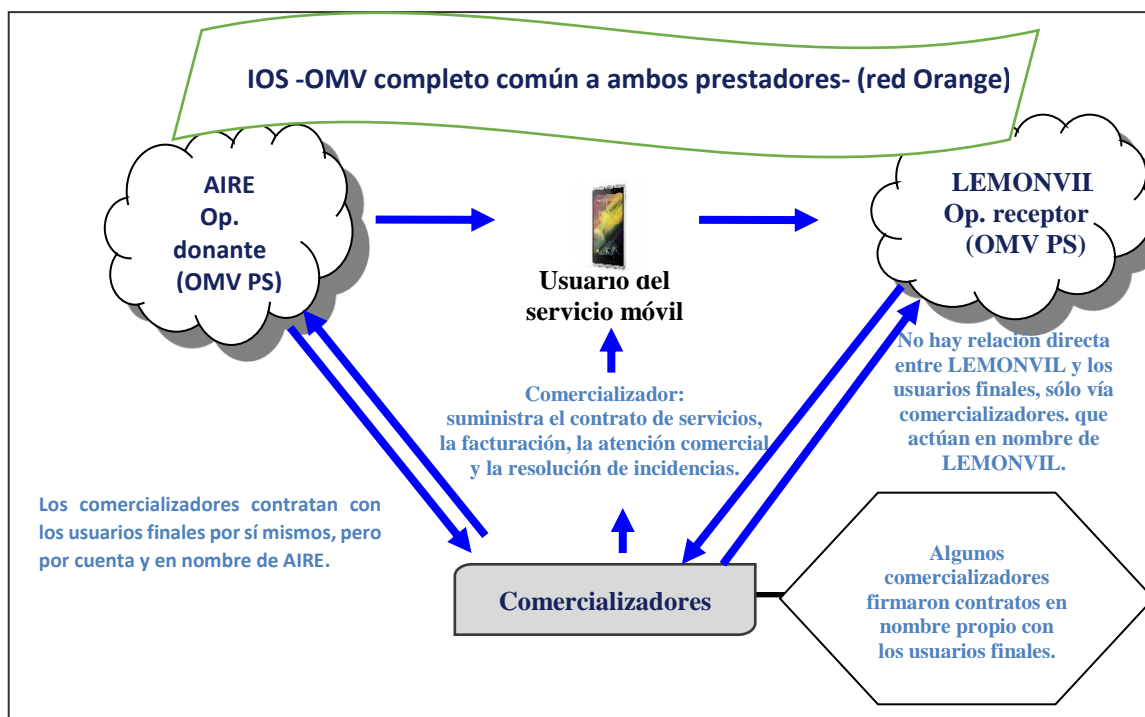 IOS -OMV completo común a ambos prestadores- (red Orange)
AIRE
Op.
donante
(OMV PS)
LEMONVII
Op. receptor
(OMV PS)
Usuario del
servicio móvil
No hay relación directa
entre LEMONVIL y los
usuarios finales, sólo vía
comercializadores. que
actúan en nombre de
LEMONVIL.
Comercializador:
suministra el contrato de servicios,
la facturación, la atención comercial
y la resolución de incidencias.
Los comercializadores contratan con
los usuarios finales por sí mismos, pero
por cuenta y en nombre de AIRE.
Comercializadores
Algunos
comercializadores
firmaron contratos en
nombre propio con
los usuarios finales.